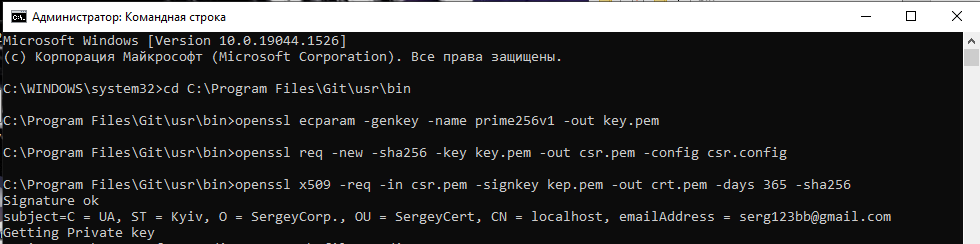 Администратор: Командная строка
Microsoft Windows [Version 10.0.19044.1526]
(c) Корпорация Майкрософт (Microsoft Corporation). Все права защищены.
C:\WINDOWS\system32>cd C:\Program Files\Git\usr\bin
C:\Program Files\Git\usr\bin>openssl ecparam -genkey -name prime256v1 -out key.pem
C:\Program Files\Git\usr\bin>openssl req -new -sha256 -key key.pem -out csr.pem -config csr.config
C:\Program Files\Git\usr\bin>openssl x509 -req -in csr.pem -signkey kep.pem -out crt.pem -days 365 -sha256
Signature ok
subject=C = UA, ST = Kyiv, O = SergeyCorp., OU = SergeyCert, CN = localhost, emailAddress = serg123bb@gmail.com
Getting Private key